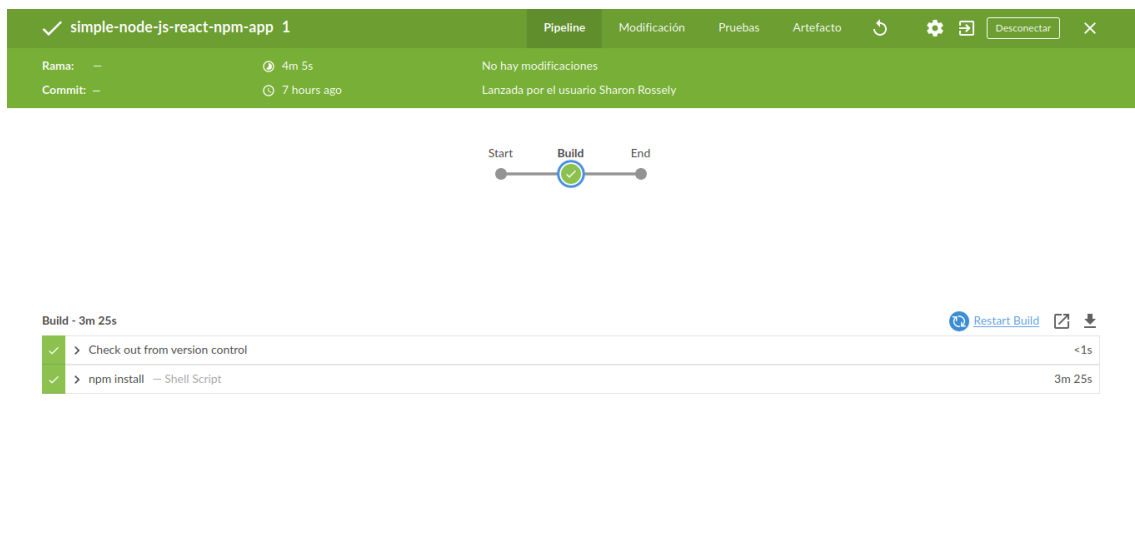 simple-node-js-react-npm-app 1 Pipeline Modificación Pruebas Artefacto Desconectar
Rama: — 4m 5s No hay modificaciones
Commit: — 7 hours ago Lanzada por el usuario Sharon Rossely
Start Build End
Build - 3m 25s Restart Build
Check out from version control <1s
npm install — Shell Script 3m 25s